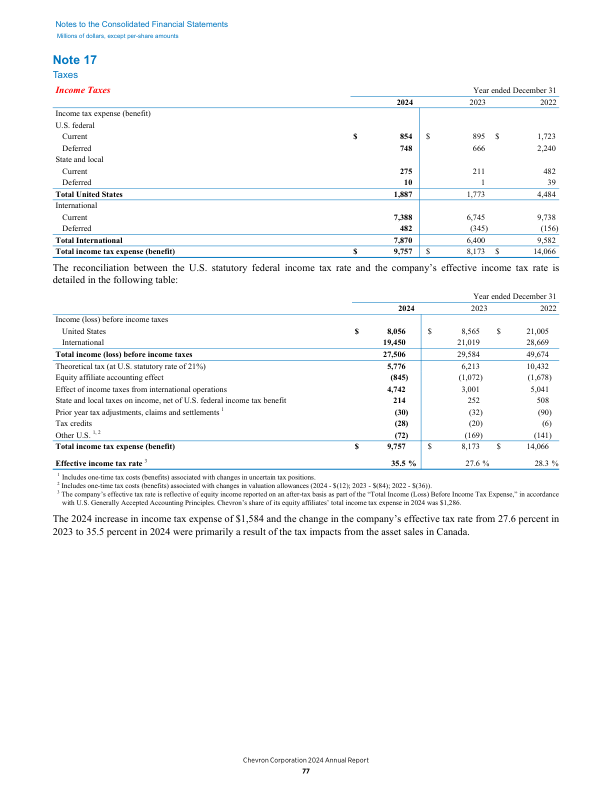 Notes to the Consolidated Financial Statements
Millions of dollars, except per-share amounts
Note 17
Taxes
Income Taxes Year ended December 31
2024 2023 2022
Income tax expense (benefit)
U.S. federal
Current $ 854 $ 895 $ 1,723
Deferred 748 666 2,240
State and local
Current 275 211 482
Deferred 10 1 39
Total United States 1,887 1,773 4,484
International
Current 7,388 6,745 9,738
Deferred 482 (345) (156)
Total International 7,870 6,400 9,582
Total income tax expense (benefit) $ 9,757 $ 8,173 $ 14,066
The reconciliation between the U.S. statutory federal income tax rate and the company's effective income tax rate is
detailed in the following table:
Year ended December 31
2024 2023 2022
Income (loss) before income taxes
United States $ 8,056 $ 8,565 $ 21,005
International 19,450 21,019 28,669
Total income (loss) before income taxes 27,506 29,584 49,674
Theoretical tax (at U.S. statutory rate of 21%) 5,776 6,213 10,432
Equity affiliate accounting effect (845) (1,072) (1,678)
Effect of income taxes from international operations 4,742 3,001 5,041
State and local taxes on income, net of U.S. federal income tax benefit 214 252 508
Prior year tax adjustments, claims and settlements 1 (30) (32) (90)
Tax credits (28) (20) (6)
Other U.S. 1, 2 (72) (169) (141)
Total income tax expense (benefit) $ 9,757 $ 8,173 $ 14,066
Effective income tax rate 3 35.5 % 27.6 % 28.3 %
1 Includes one-time tax costs (benefits) associated with changes in uncertain tax positions.
2 Includes one-time tax costs (benefits) associated with changes in valuation allowances (2024 - $(12); 2023 - $(84); 2022 - $(36)).
3 The company's effective tax rate is reflective of equity income reported on an after-tax basis as part of the "Total Income (Loss) Before Income Tax Expense," in accordance
with U.S. Generally Accepted Accounting Principles. Chevron's share of its equity affiliates' total income tax expense in 2024 was $1,286.
The 2024 increase in income tax expense of $1,584 and the change in the company's effective tax rate from 27.6 percent in
2023 to 35.5 percent in 2024 were primarily a result of the tax impacts from the asset sales in Canada.
Chevron Corporation 2024 Annual Report
77